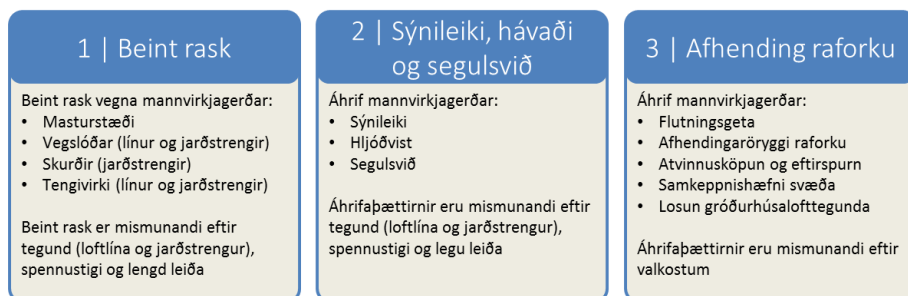 1 | Beint rask
Beint rask vegna mannvirkjagerðar:
• Masturstæði
• Vegslóðar (línur og jarðstrengir)
• Skurðir (jarðstrengir)
• Tengivirki (línur og jarðstrengir)
Beint rask er mismunandi eftir
tegund (loftlína og jarðstrengur),
spennustigi og lengd leiða
2 | Sýnileiki, hávaði
og segulsvið
Áhrif mannvirkjagerðar:
• Sýnileiki
• Hljóðvist
• Segulsvið
Áhrifaþættirnir eru mismunandi eftir
tegund (loftlína og jarðstrengur),
spennustigi og legu leiða
3 | Afhending raforku
Áhrif mannvirkjagerðar:
• Flutningsgeta
• Afhendingaröryggi raforku
• Atvinnusköpun og eftirspurn
• Samkeppnishæfni svæða
• Losun gróðurhúsalofttegunda
Áhrifaþættirnir eru mismunandi eftir
valkostum